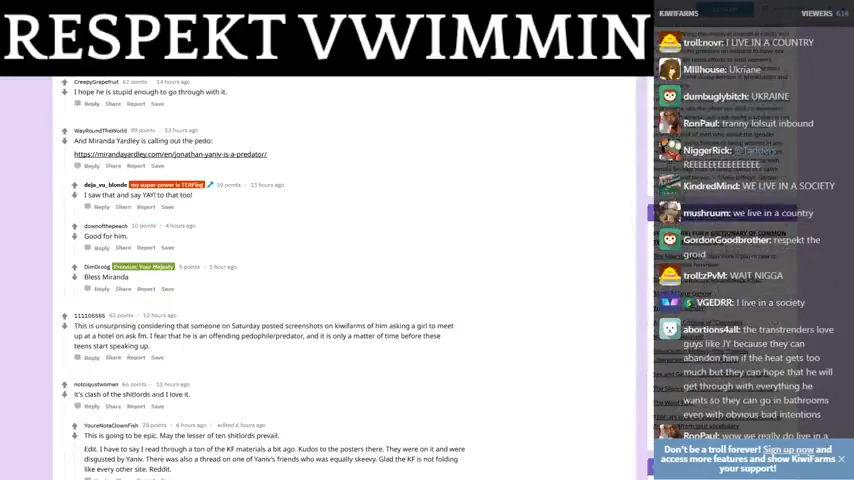 RESPEKT VWIMMIN
CreepyGrapefruit 62 points · 14 hours ago
I hope he is stupid enough to go through with it.
Reply Share Report Save
WayRoundTheWorld 89 points · 13 hours ago
And Miranda Yardley is calling out the pedo:
https://mirandayardley.com/en/jonathan-yaniv-is-a-predator/
Reply Share Report Save
deja_vu_blonde my super-power is TERFing 19 points · 13 hours ago
I saw that and say YAY! to that too!
Reply Share Report Save
downofthepeach 10 points · 4 hours ago
Good for him.
Reply Share Report Save
DimDroog Pronouns: Your Majesty 5 points · 1 hour ago
Bless Miranda
Reply Share Report Save
111106666 62 points · 12 hours ago
This is unsurprising considering that someone on Saturday posted screenshots on kiwifarms of him asking a girl to meet
up at a hotel on ask fm. I fear that he is an offending pedophile/predator, and it is only a matter of time before these
teens start speaking up.
Reply Share Report Save
notsojustwoman 66 points · 12 hours ago
It's clash of the shitlords and I love it.
Reply Share Report Save
YoureNotaClownFish 28 points · 6 hours ago · edited 6 hours ago
This is going to be epic. May the lesser of ten shitlords prevail.
Edit. I have to say I read through a ton of the KF materials a bit ago. Kudos to the posters there. They were on it and were
disgusted by Yaniv. There was also a thread on one of Yaniv's friends who was equally skeevy. Glad the KF is not folding
like every other site. Reddit.
KIWIFARMS VIEWERS 614
troll:novr: I LIVE IN A COUNTRY
Millhouse: Ukriane
dumbuglybitch: UKRAINE
RonPaul: tranny lolsuit inbound
NiggerRick:
REEEEEEEEEEEEEEE
KindredMind: WE LIVE IN A SOCIETY
mushruum: we live in a country
GordonGoodbrother: respekt the
groid
troll:zPvM: WAIT NIGGA
VGEDRR: I live in a society
abortions4all: the transtrenders love
guys like JY because they can
abandon him if the heat gets too
much but they can hope that he will
get through with everything he
wants so they can go in bathrooms
even with obvious bad intentions
RonPaul: wow we really do live in a
Don't be a troll forever! Sign up now and
access more features and show KiwiFarms
your support!